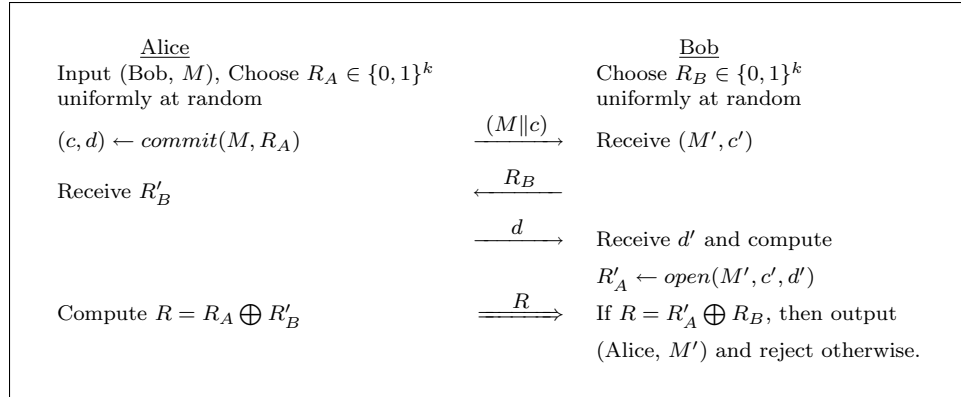 Alice Bob
Input (Bob, M), Choose R_A ∈ {0, 1}^k Choose R_B ∈ {0, 1}^k
uniformly at random uniformly at random
(M‖c)
(c, d) ← commit(M, R_A) Receive (M′, c′)
R_B
Receive R′_B
d
Receive d′ and compute
R′_A ← open(M′, c′, d′)
R
Compute R = R_A ⨁ R′_B If R = R′_A ⨁ R_B, then output
(Alice, M′) and reject otherwise.